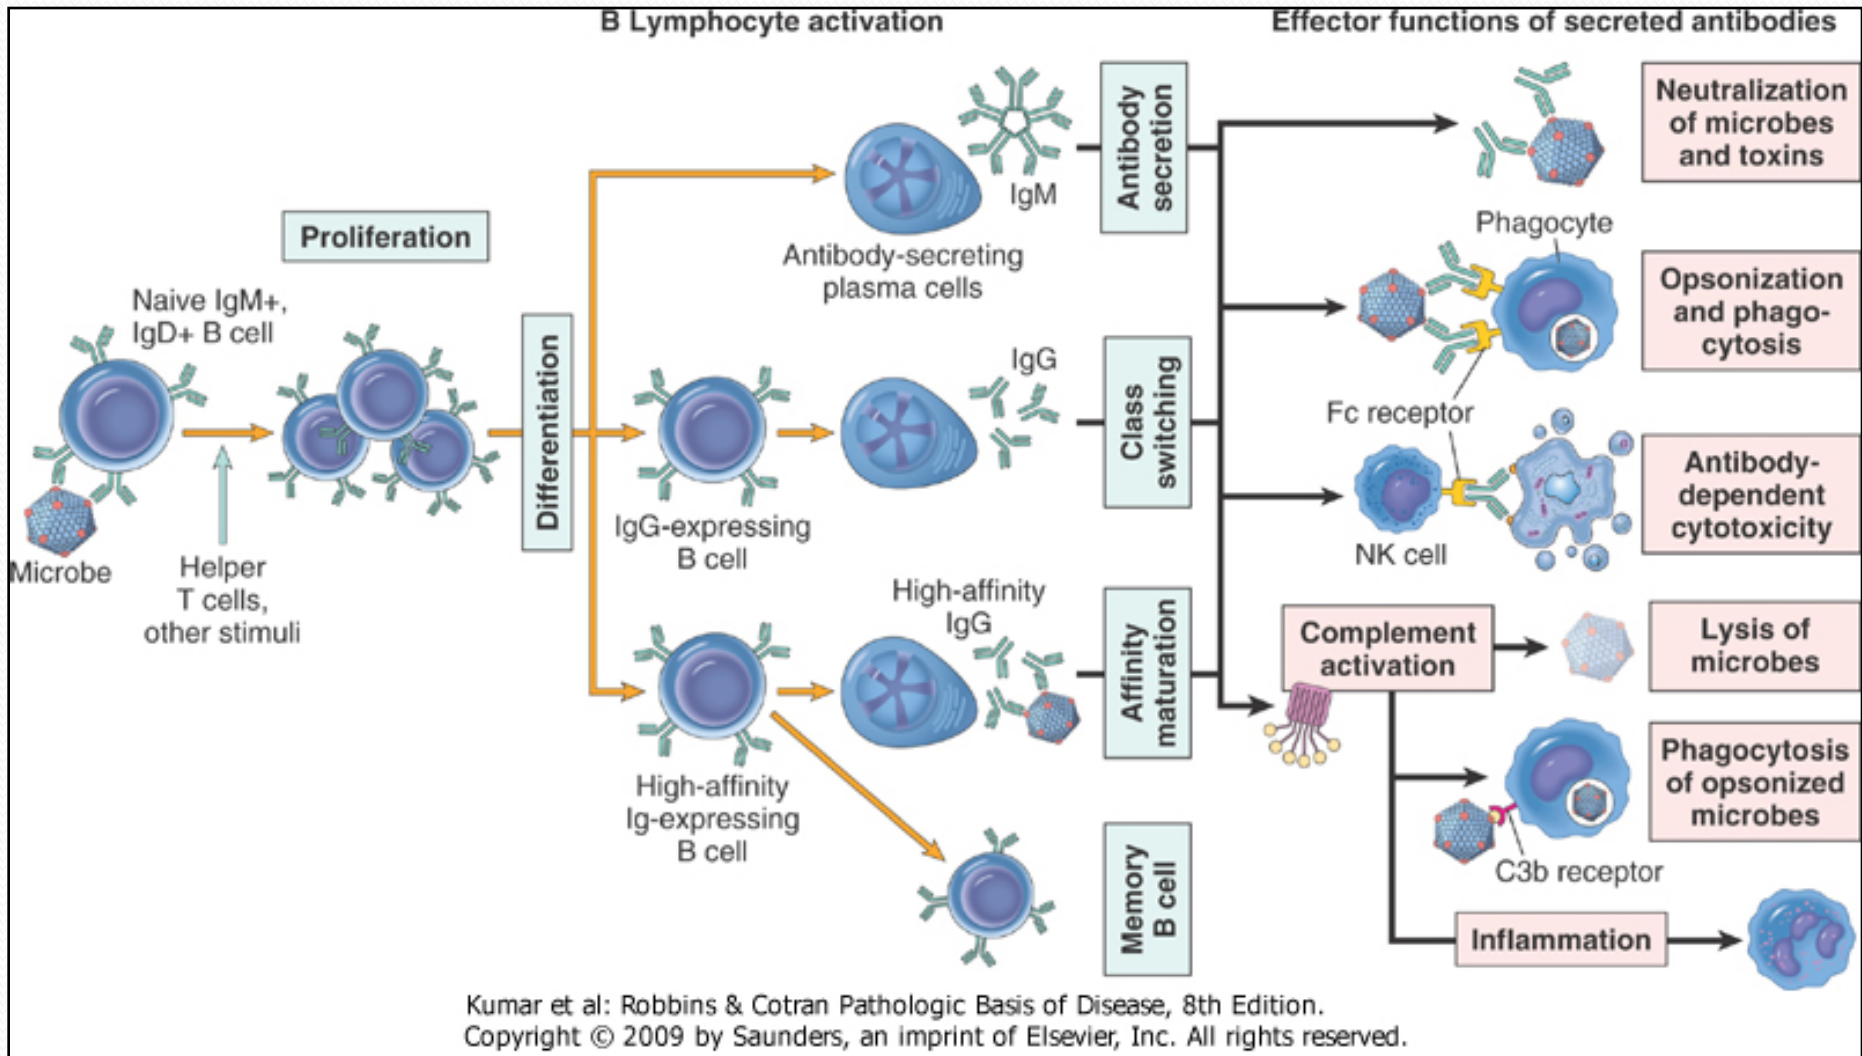 B Lymphocyte activation
Effector functions of secreted antibodies
Proliferation
Naive IgM+,
IgD+ B cell
Microbe
Helper
T cells,
other stimuli
Differentiation
IgM
Antibody-secreting
plasma cells
Antibody
secretion
IgG
IgG-expressing
B cell
Class
switching
High-affinity
IgG
High-affinity
Ig-expressing
B cell
Affinity
maturation
Memory
B cell
Neutralization
of microbes
and toxins
Phagocyte
Opsonization
and phago-
cytosis
Fc receptor
NK cell
Antibody-
dependent
cytotoxicity
Complement
activation
Lysis of
microbes
Phagocytosis
of opsonized
microbes
C3b receptor
Inflammation
Kumar et al: Robbins & Cotran Pathologic Basis of Disease, 8th Edition.
Copyright © 2009 by Saunders, an imprint of Elsevier, Inc. All rights reserved.